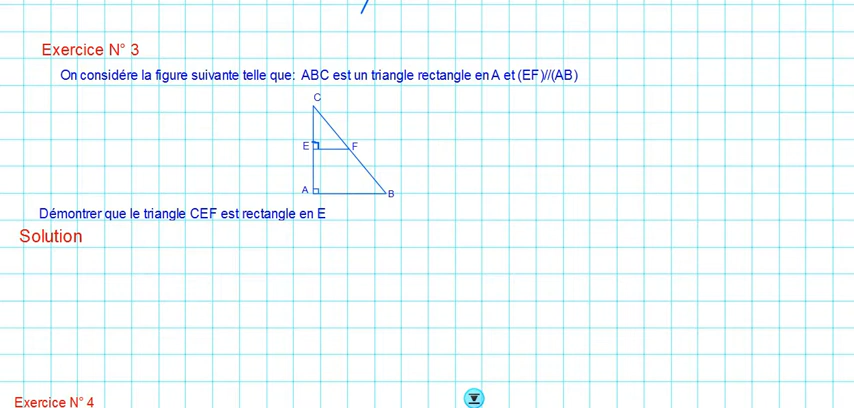 Exercice N° 3
On considére la figure suivante telle que: ABC est un triangle rectangle en A et (EF)//(AB)
C
E F
A B
Démontrer que le triangle CEF est rectangle en E
Solution
Exercice N° 4